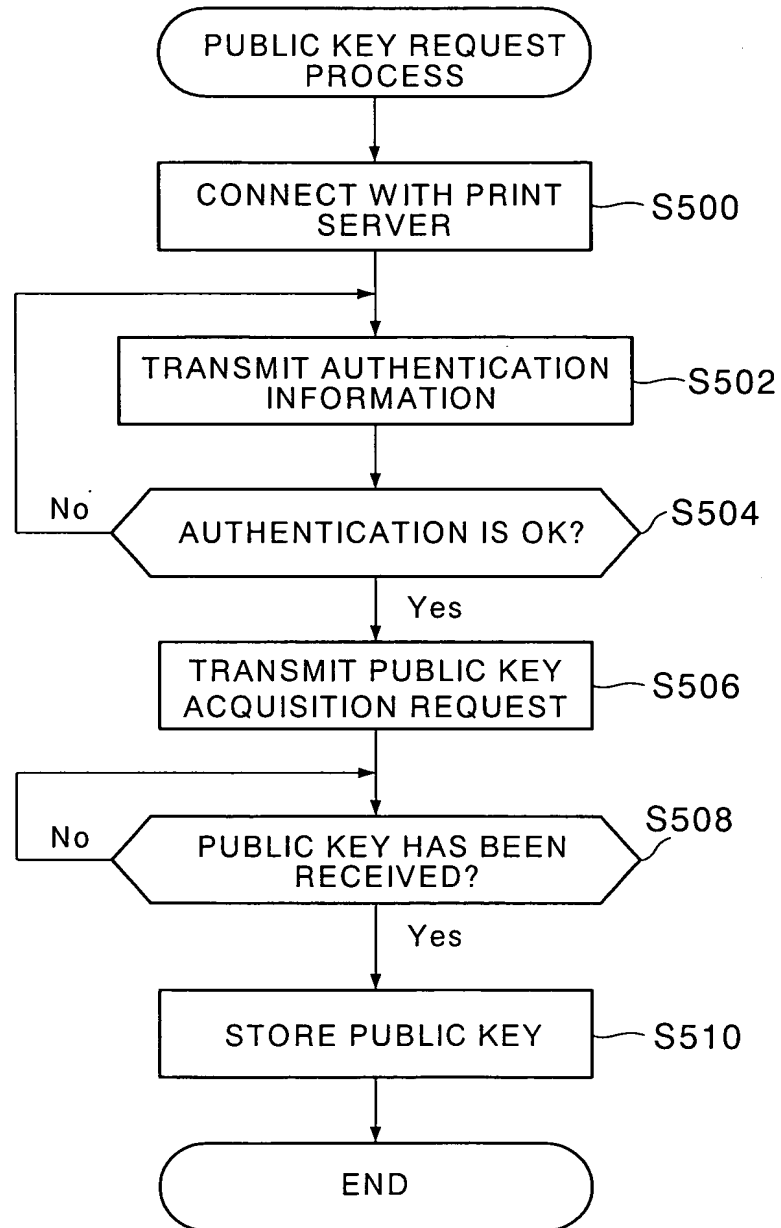 PUBLIC KEY REQUEST
PROCESS
CONNECT WITH PRINT
SERVER
S500
TRANSMIT AUTHENTICATION
INFORMATION
S502
No
AUTHENTICATION IS OK?
S504
Yes
TRANSMIT PUBLIC KEY
ACQUISITION REQUEST
S506
No
PUBLIC KEY HAS BEEN
RECEIVED?
S508
Yes
STORE PUBLIC KEY
S510
END